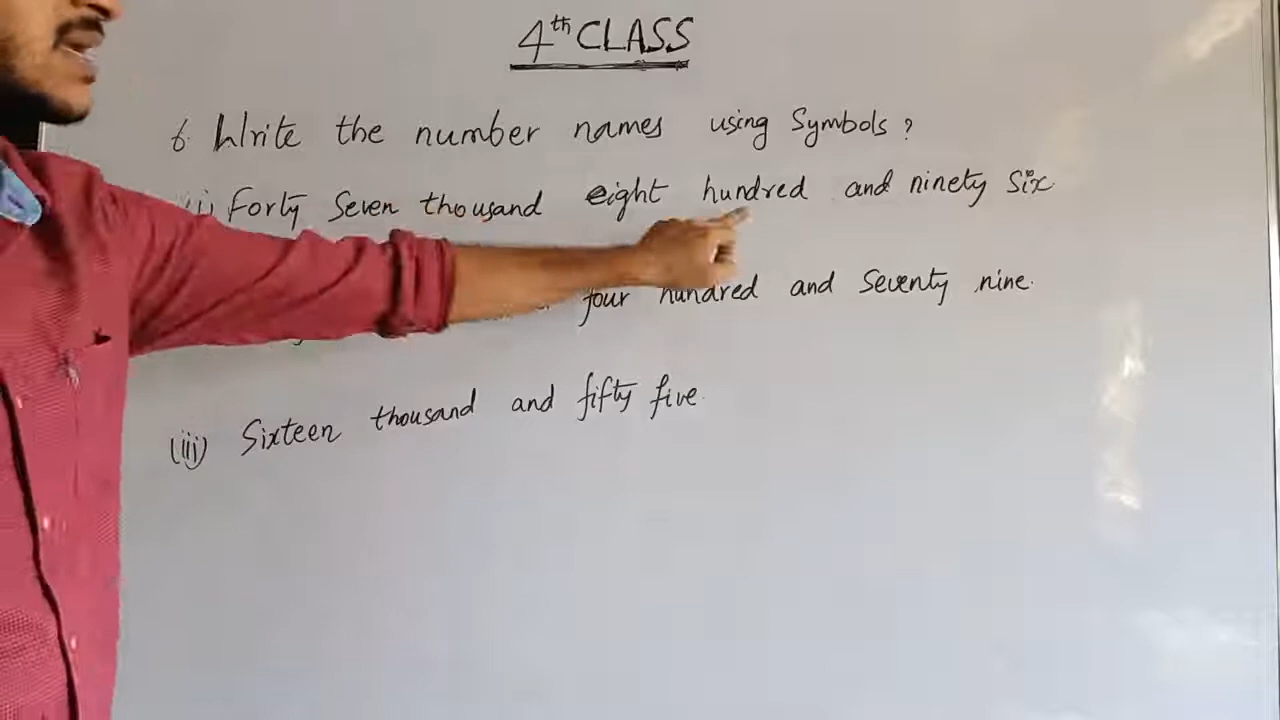 4th CLASS
6. Write the number names using Symbols ?
(i) Forty Seven thousand eight hundred and ninety Six
four hundred and Seventy nine.
(iii) Sixteen thousand and fifty five.